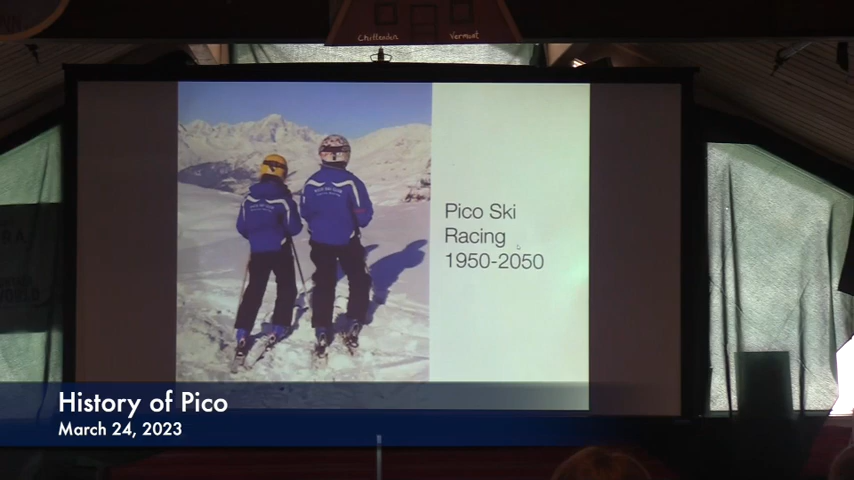 Chittenden Vermont
Pico Ski
Racing
1950-2050
History of Pico
March 24, 2023